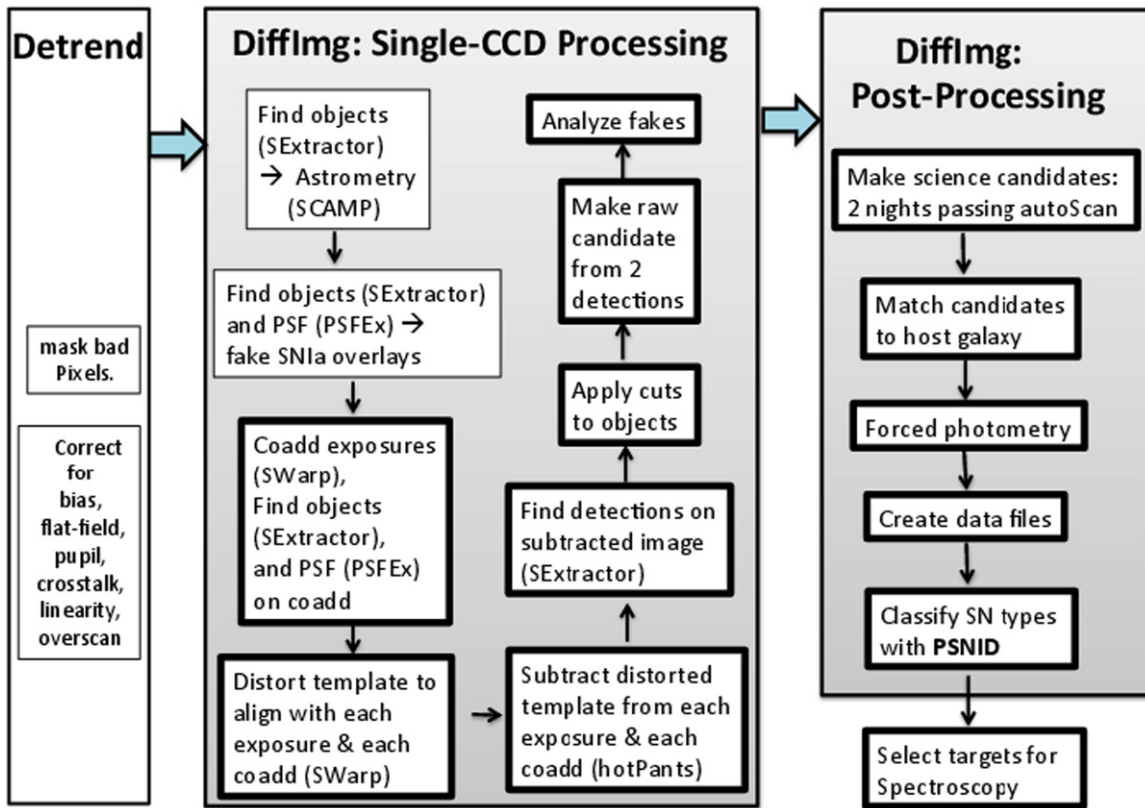 Detrend
mask bad
Pixels.
Correct
for
bias,
flat-field,
pupil,
crosstalk,
linearity,
overscan
DiffImg: Single-CCD Processing
Find objects
(SExtractor)
→ Astrometry
(SCAMP)
Find objects (SExtractor)
and PSF (PSFEx) →
fake SNIa overlays
Coadd exposures
(SWarp),
Find objects
(SExtractor),
and PSF (PSFEx)
on coadd
Distort template to
align with each
exposure & each
coadd (SWarp)
Subtract distorted
template from each
exposure & each
coadd (hotPants)
Find detections on
subtracted image
(SExtractor)
Apply cuts
to objects
Make raw
candidate
from 2
detections
Analyze fakes
DiffImg:
Post-Processing
Make science candidates:
2 nights passing autoScan
Match candidates
to host galaxy
Forced photometry
Create data files
Classify SN types
with PSNID
Select targets for
Spectroscopy